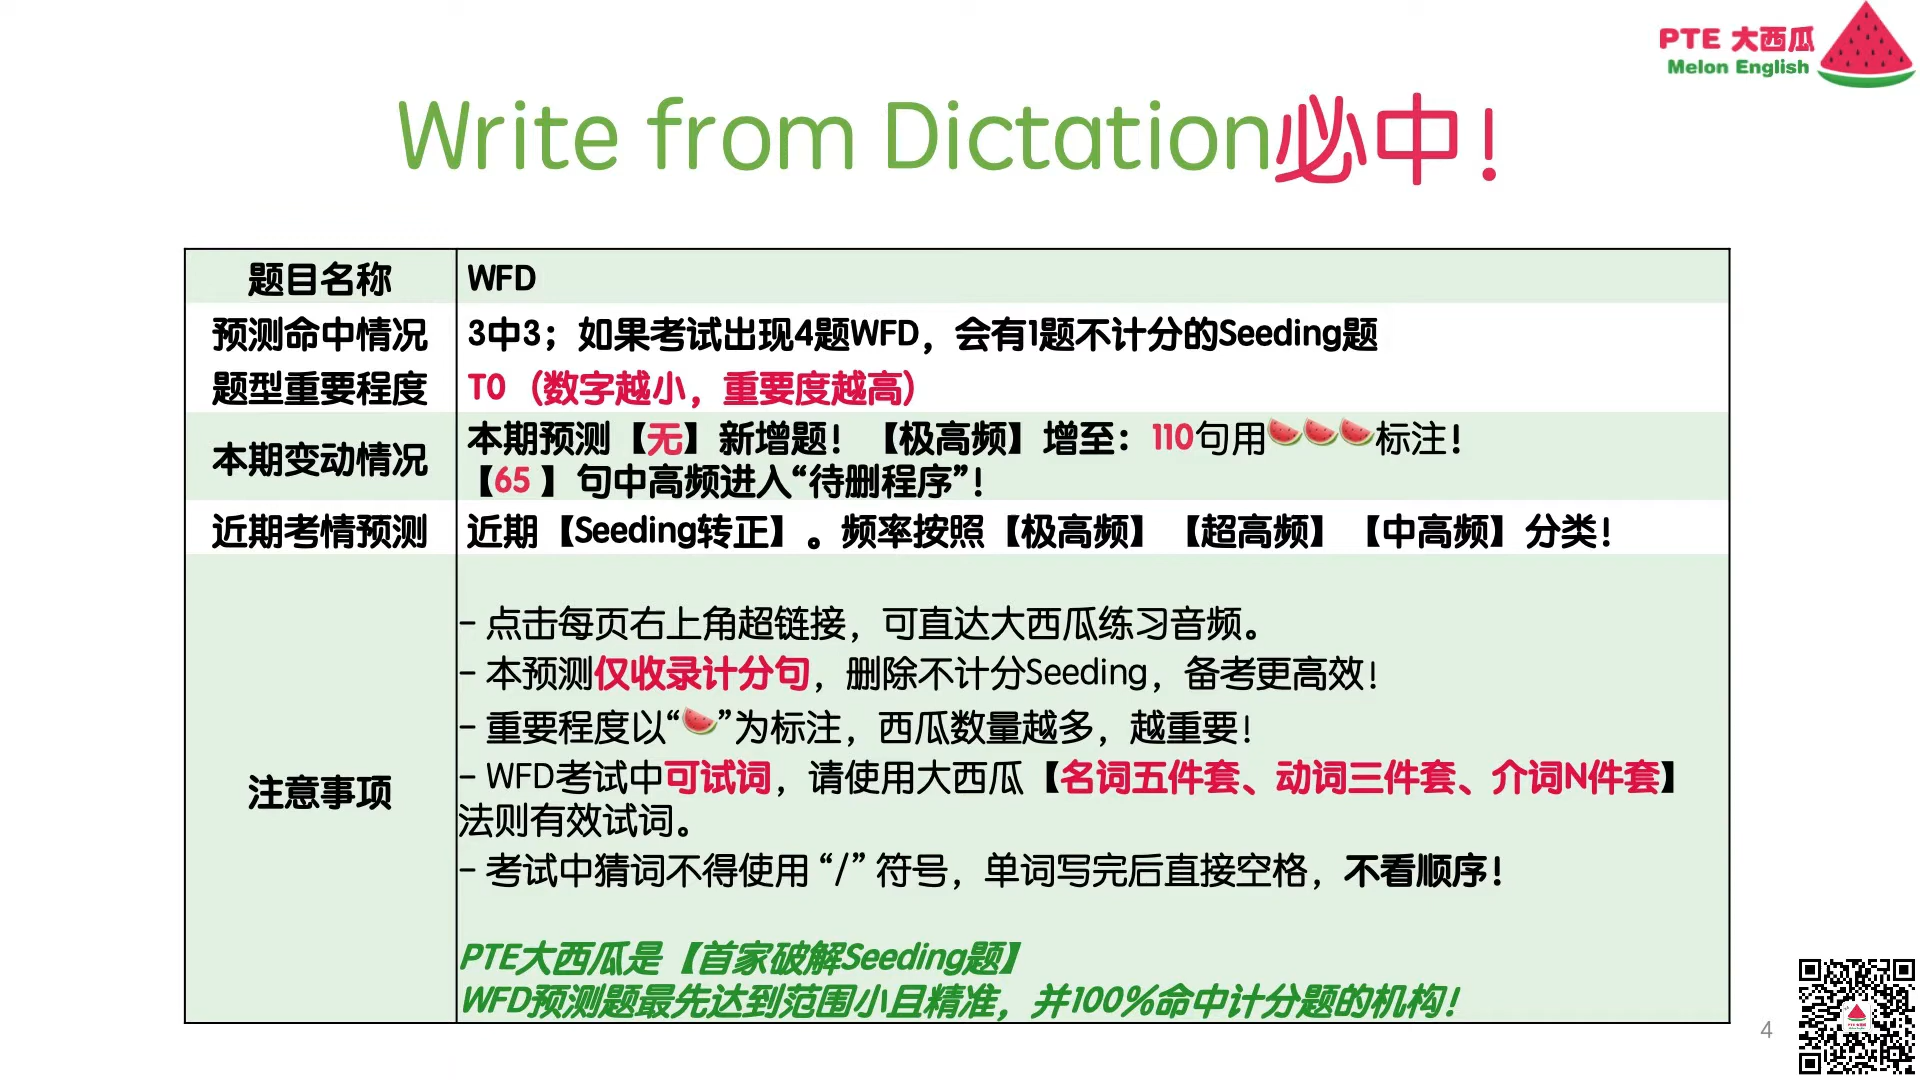 PTE 大西瓜
Melon English
Write from Dictation必中!
题目名称
WFD
预测命中情况
3中3；如果考试出现4题WFD，会有1题不计分的Seeding题
题型重要程度
T0（数字越小，重要度越高）
本期变动情况
本期预测【无】新增题！【极高频】增至：110句用🍉🍉🍉标注！
【65 】句中高频进入“待删程序”！
近期考情预测
近期【Seeding转正】。频率按照【极高频】【超高频】【中高频】分类！
注意事项
- 点击每页右上角超链接，可直达大西瓜练习音频。
- 本预测仅收录计分句，删除不计分Seeding，备考更高效！
- 重要程度以“🍉”为标注，西瓜数量越多，越重要！
- WFD考试中可试词，请使用大西瓜【名词五件套、动词三件套、介词N件套】
法则有效试词。
- 考试中猜词不得使用 “/” 符号，单词写完后直接空格，不看顺序！
PTE大西瓜是【首家破解Seeding题】
WFD预测题最先达到范围小且精准，并100%命中计分题的机构！
4